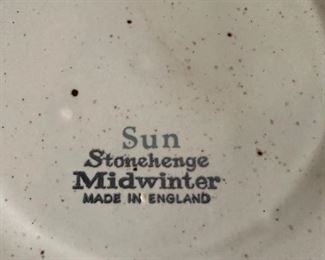 Sun
Stonehenge
Midwinter
MADE IN ENGLAND